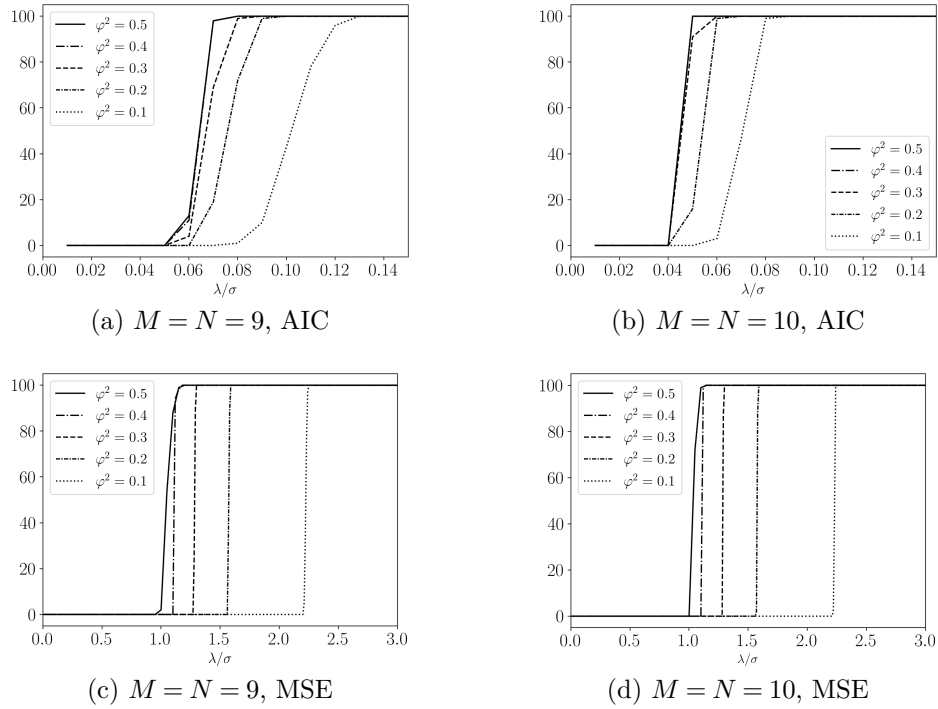 100
80
60
40
20
0
φ² = 0.5
φ² = 0.4
φ² = 0.3
φ² = 0.2
φ² = 0.1
0.00 0.02 0.04 0.06 0.08 0.10 0.12 0.14
λ/σ
(a) M = N = 9, AIC
100
80
60
40
20
0
φ² = 0.5
φ² = 0.4
φ² = 0.3
φ² = 0.2
φ² = 0.1
0.00 0.02 0.04 0.06 0.08 0.10 0.12 0.14
λ/σ
(b) M = N = 10, AIC
100
80
60
40
20
0
φ² = 0.5
φ² = 0.4
φ² = 0.3
φ² = 0.2
φ² = 0.1
0.0 0.5 1.0 1.5 2.0 2.5 3.0
λ/σ
(c) M = N = 9, MSE
100
80
60
40
20
0
φ² = 0.5
φ² = 0.4
φ² = 0.3
φ² = 0.2
φ² = 0.1
0.0 0.5 1.0 1.5 2.0 2.5 3.0
λ/σ
(d) M = N = 10, MSE